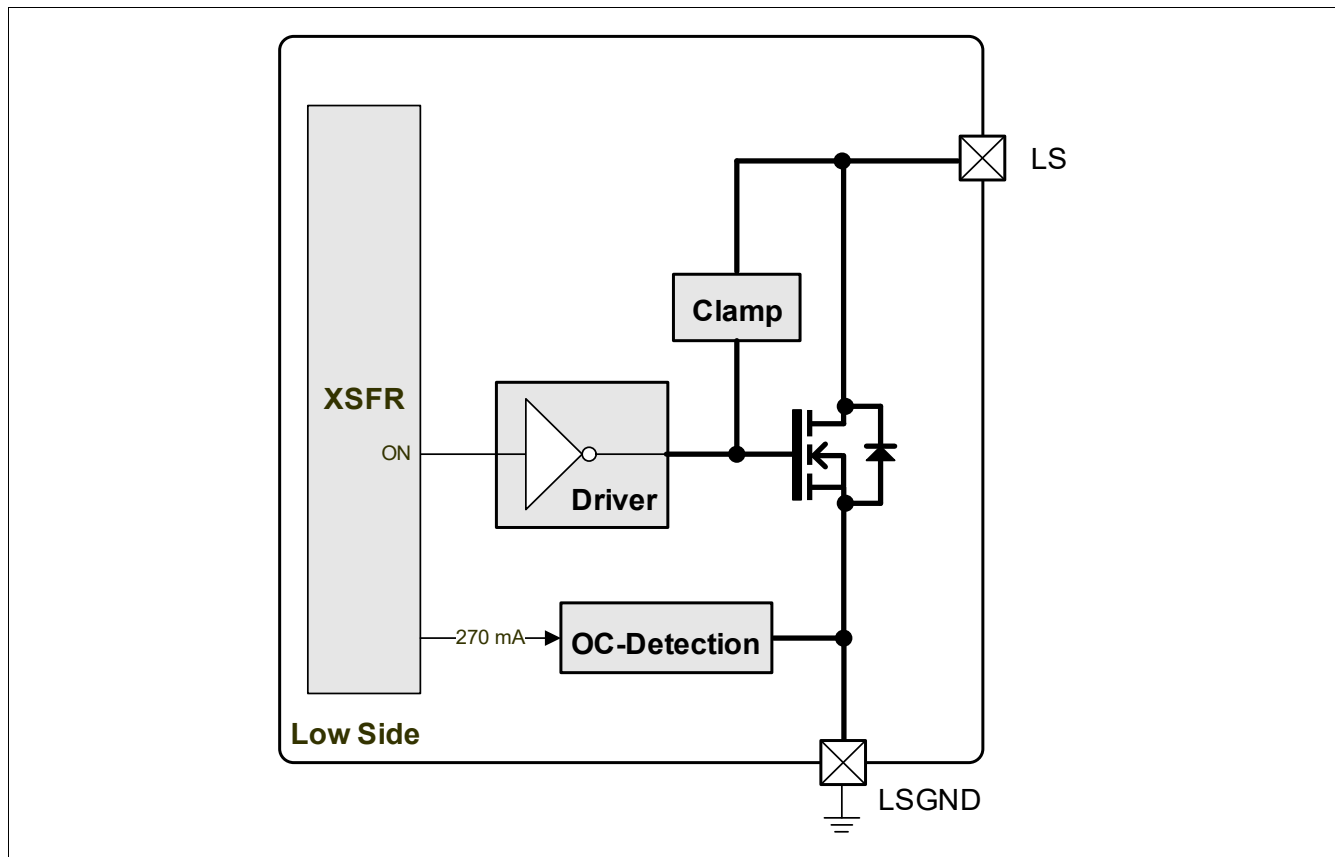 LS
Clamp
XSFR
ON
Driver
270 mA
OC-Detection
Low Side
LSGND